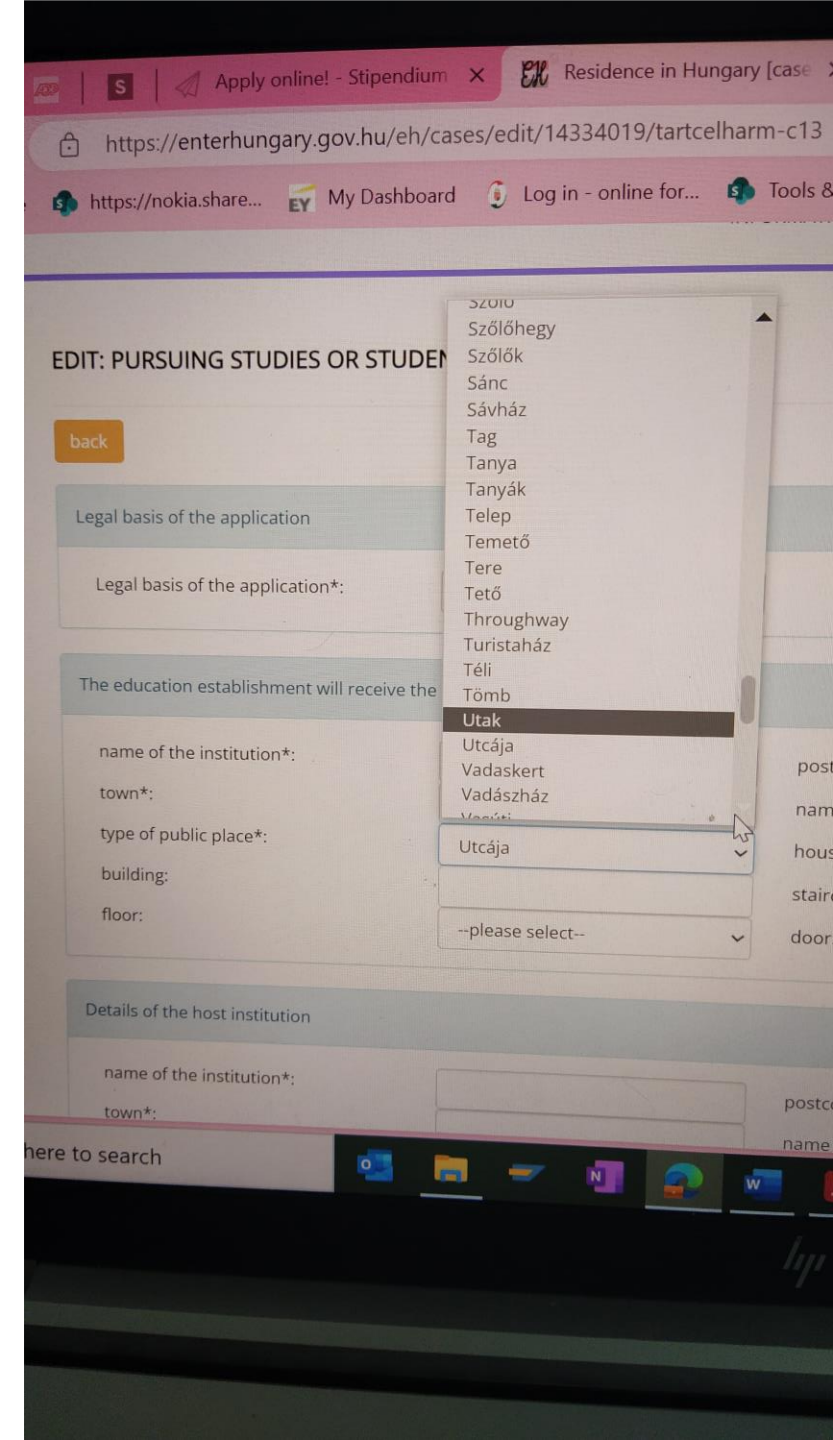 S Apply online! - Stipendium × EH Residence in Hungary [case
https://enterhungary.gov.hu/eh/cases/edit/14334019/tartcelharm-c13
https://nokia.share... EY My Dashboard Log in - online for... S Tools &
EDIT: PURSUING STUDIES OR STUDEN
back
Legal basis of the application
Legal basis of the application*:
The education establishment will receive the
name of the institution*:
town*:
type of public place*:
building:
floor:
Szőlőhegy
Szőlők
Sánc
Sávház
Tag
Tanya
Tanyák
Telep
Temető
Tere
Tető
Throughway
Turistaház
Téli
Tömb
Utak
Utcája
Vadaskert
Vadászház
Utcája
--please select--
post
nam
hous
stair
door
Details of the host institution
name of the institution*:
town*:
postc
name
here to search
N
W
hp